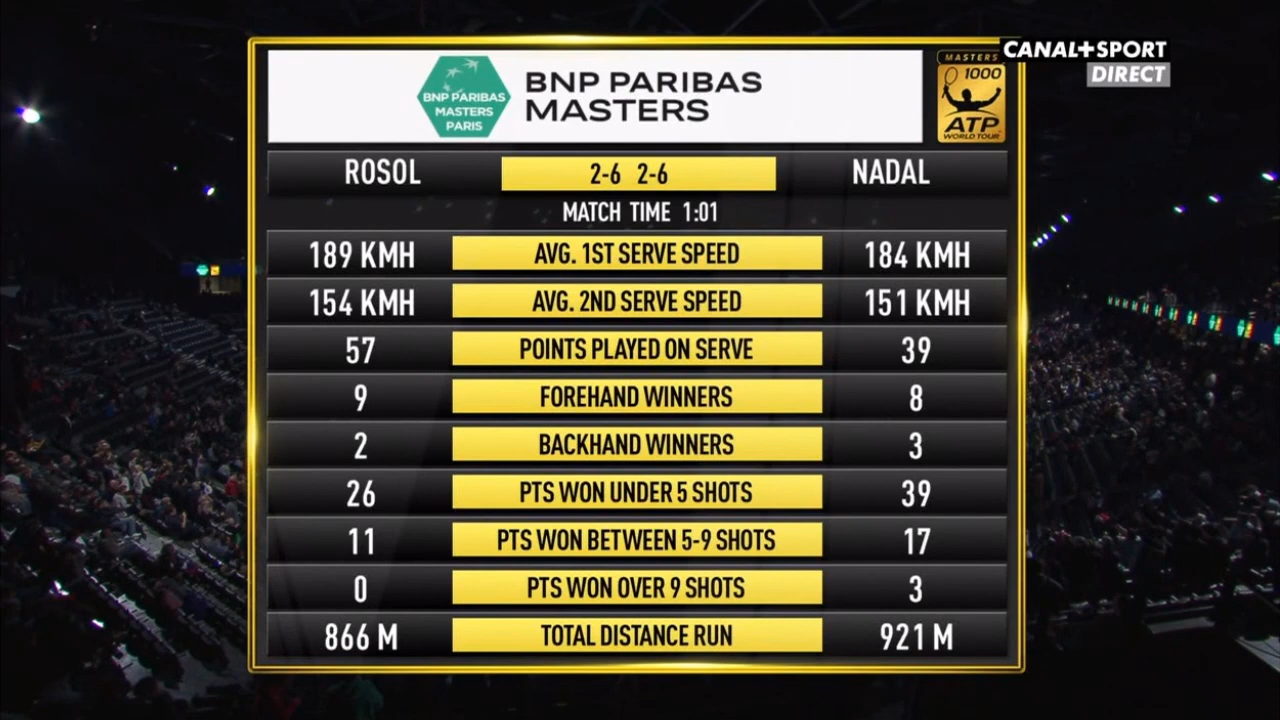 CANAL+SPORT
DIRECT
BNP PARIBAS
MASTERS
PARIS
BNP PARIBAS
MASTERS
MASTERS
1000
ATP
WORLD TOUR
ROSOL 2-6 2-6 NADAL
MATCH TIME 1:01
189 KMH AVG. 1ST SERVE SPEED 184 KMH
154 KMH AVG. 2ND SERVE SPEED 151 KMH
57 POINTS PLAYED ON SERVE 39
9 FOREHAND WINNERS 8
2 BACKHAND WINNERS 3
26 PTS WON UNDER 5 SHOTS 39
11 PTS WON BETWEEN 5-9 SHOTS 17
0 PTS WON OVER 9 SHOTS 3
866 M TOTAL DISTANCE RUN 921 M